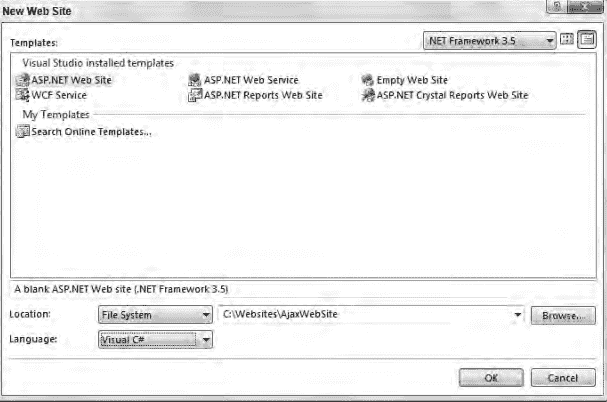 New Web Site
Templates: .NET Framework 3.5
Visual Studio installed templates
ASP.NET Web Site ASP.NET Web Service Empty Web Site
WCF Service ASP.NET Reports Web Site ASP.NET Crystal Reports Web Site
My Templates
Search Online Templates...
A blank ASP.NET Web site (.NET Framework 3.5)
Location: File System C:\Websites\AjaxWebSite Browse...
Language: Visual C#
OK Cancel